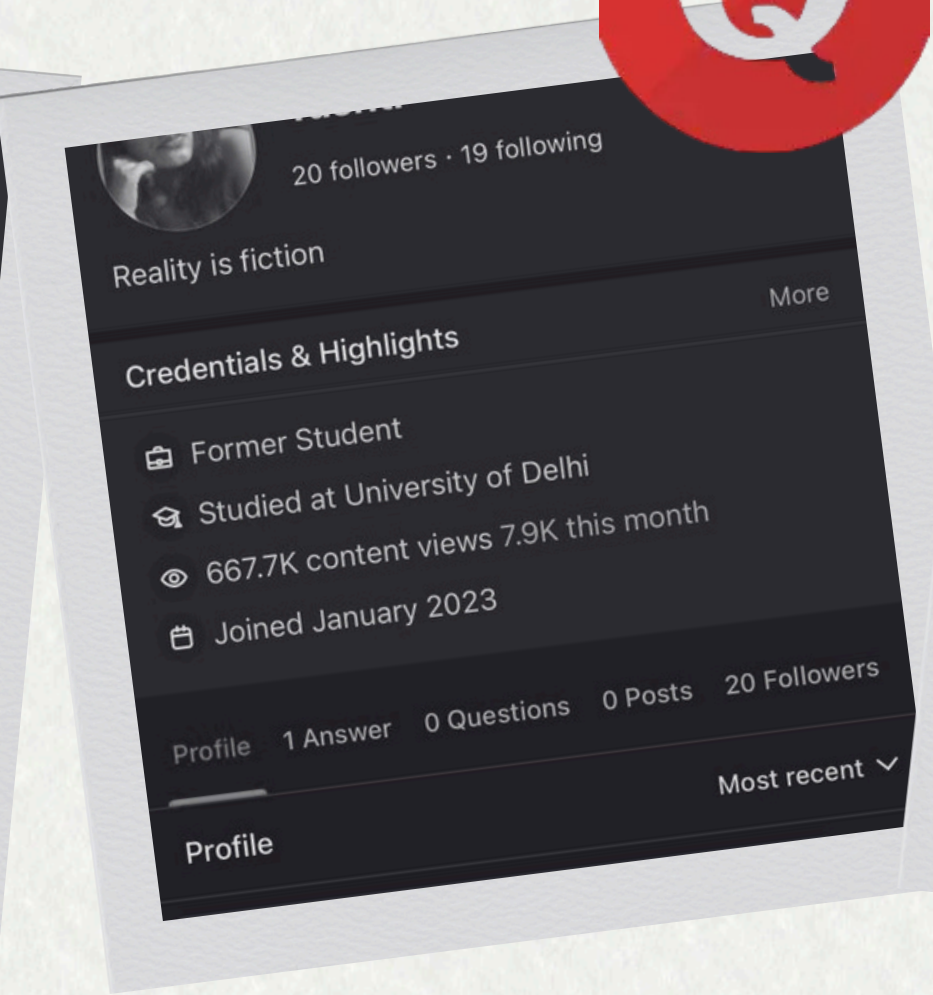 20 followers · 19 following
Reality is fiction
Credentials & Highlights
More
Former Student
Studied at University of Delhi
667.7K content views 7.9K this month
Joined January 2023
Profile 1 Answer 0 Questions 0 Posts 20 Followers
Most recent
Profile